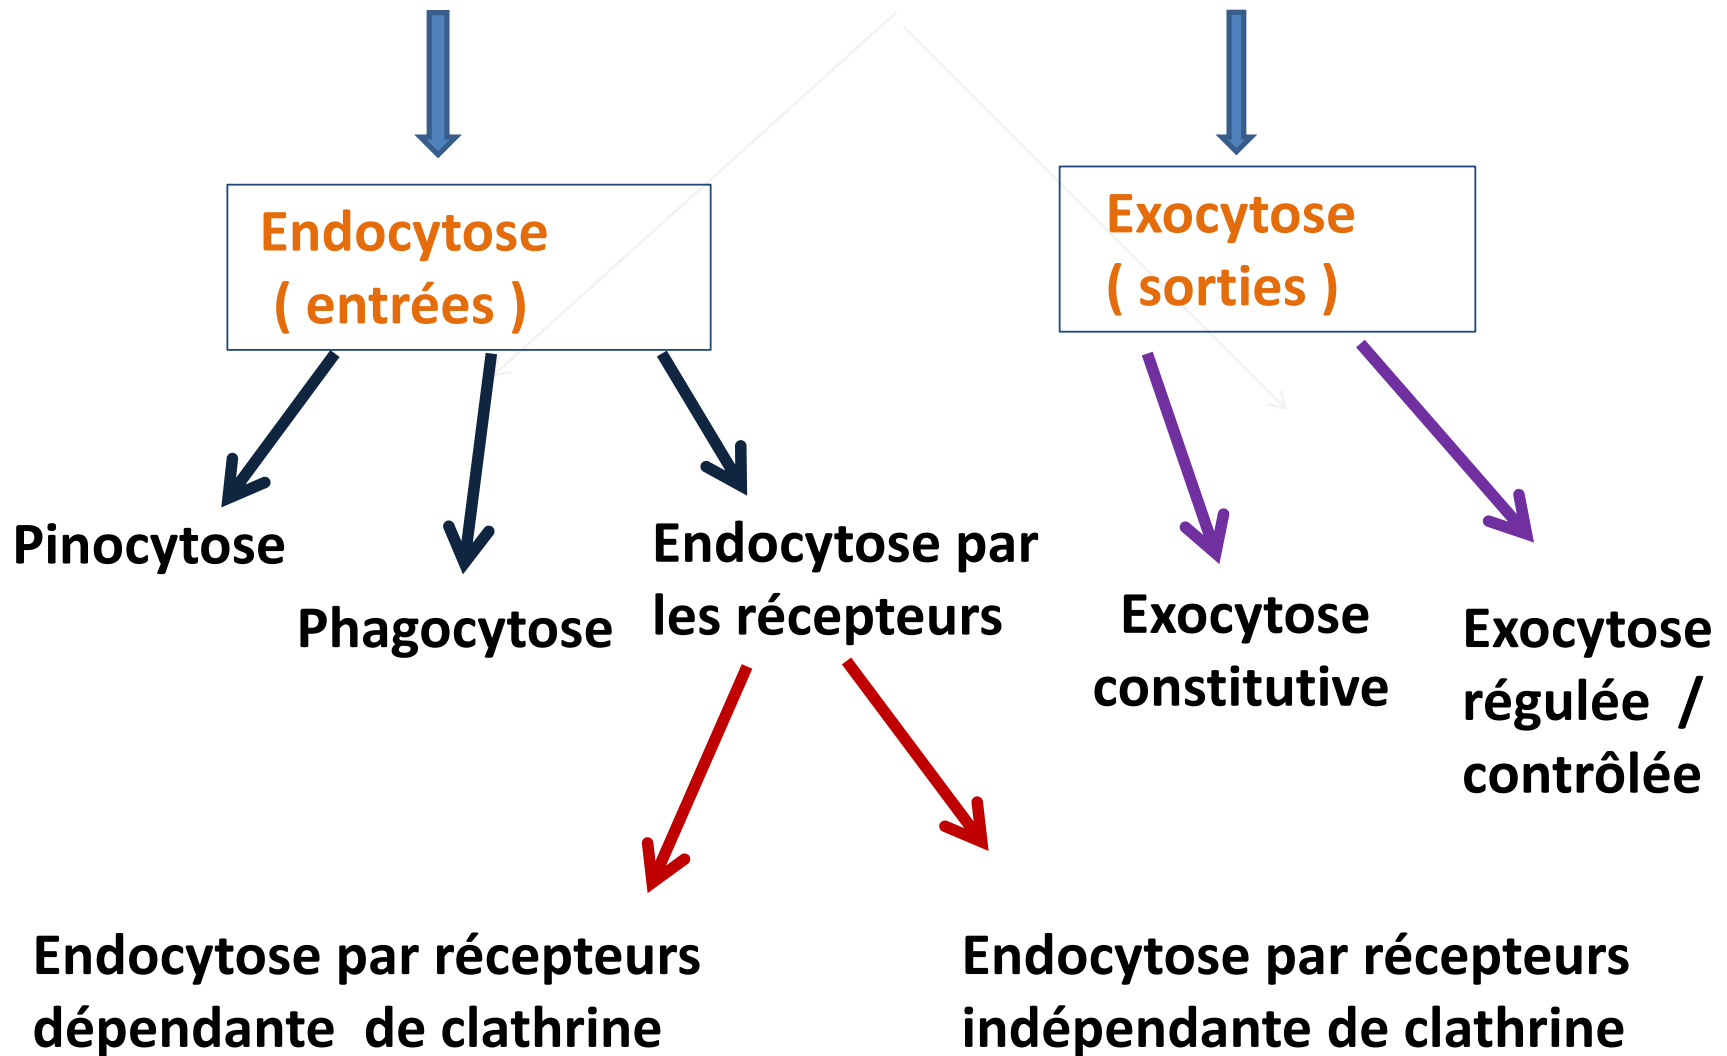 Endocytose
( entrées )
Exocytose
( sorties )
Pinocytose
Phagocytose
Endocytose par
les récepteurs
Exocytose
constitutive
Exocytose
régulée /
contrôlée
Endocytose par récepteurs
dépendante de clathrine
Endocytose par récepteurs
indépendante de clathrine